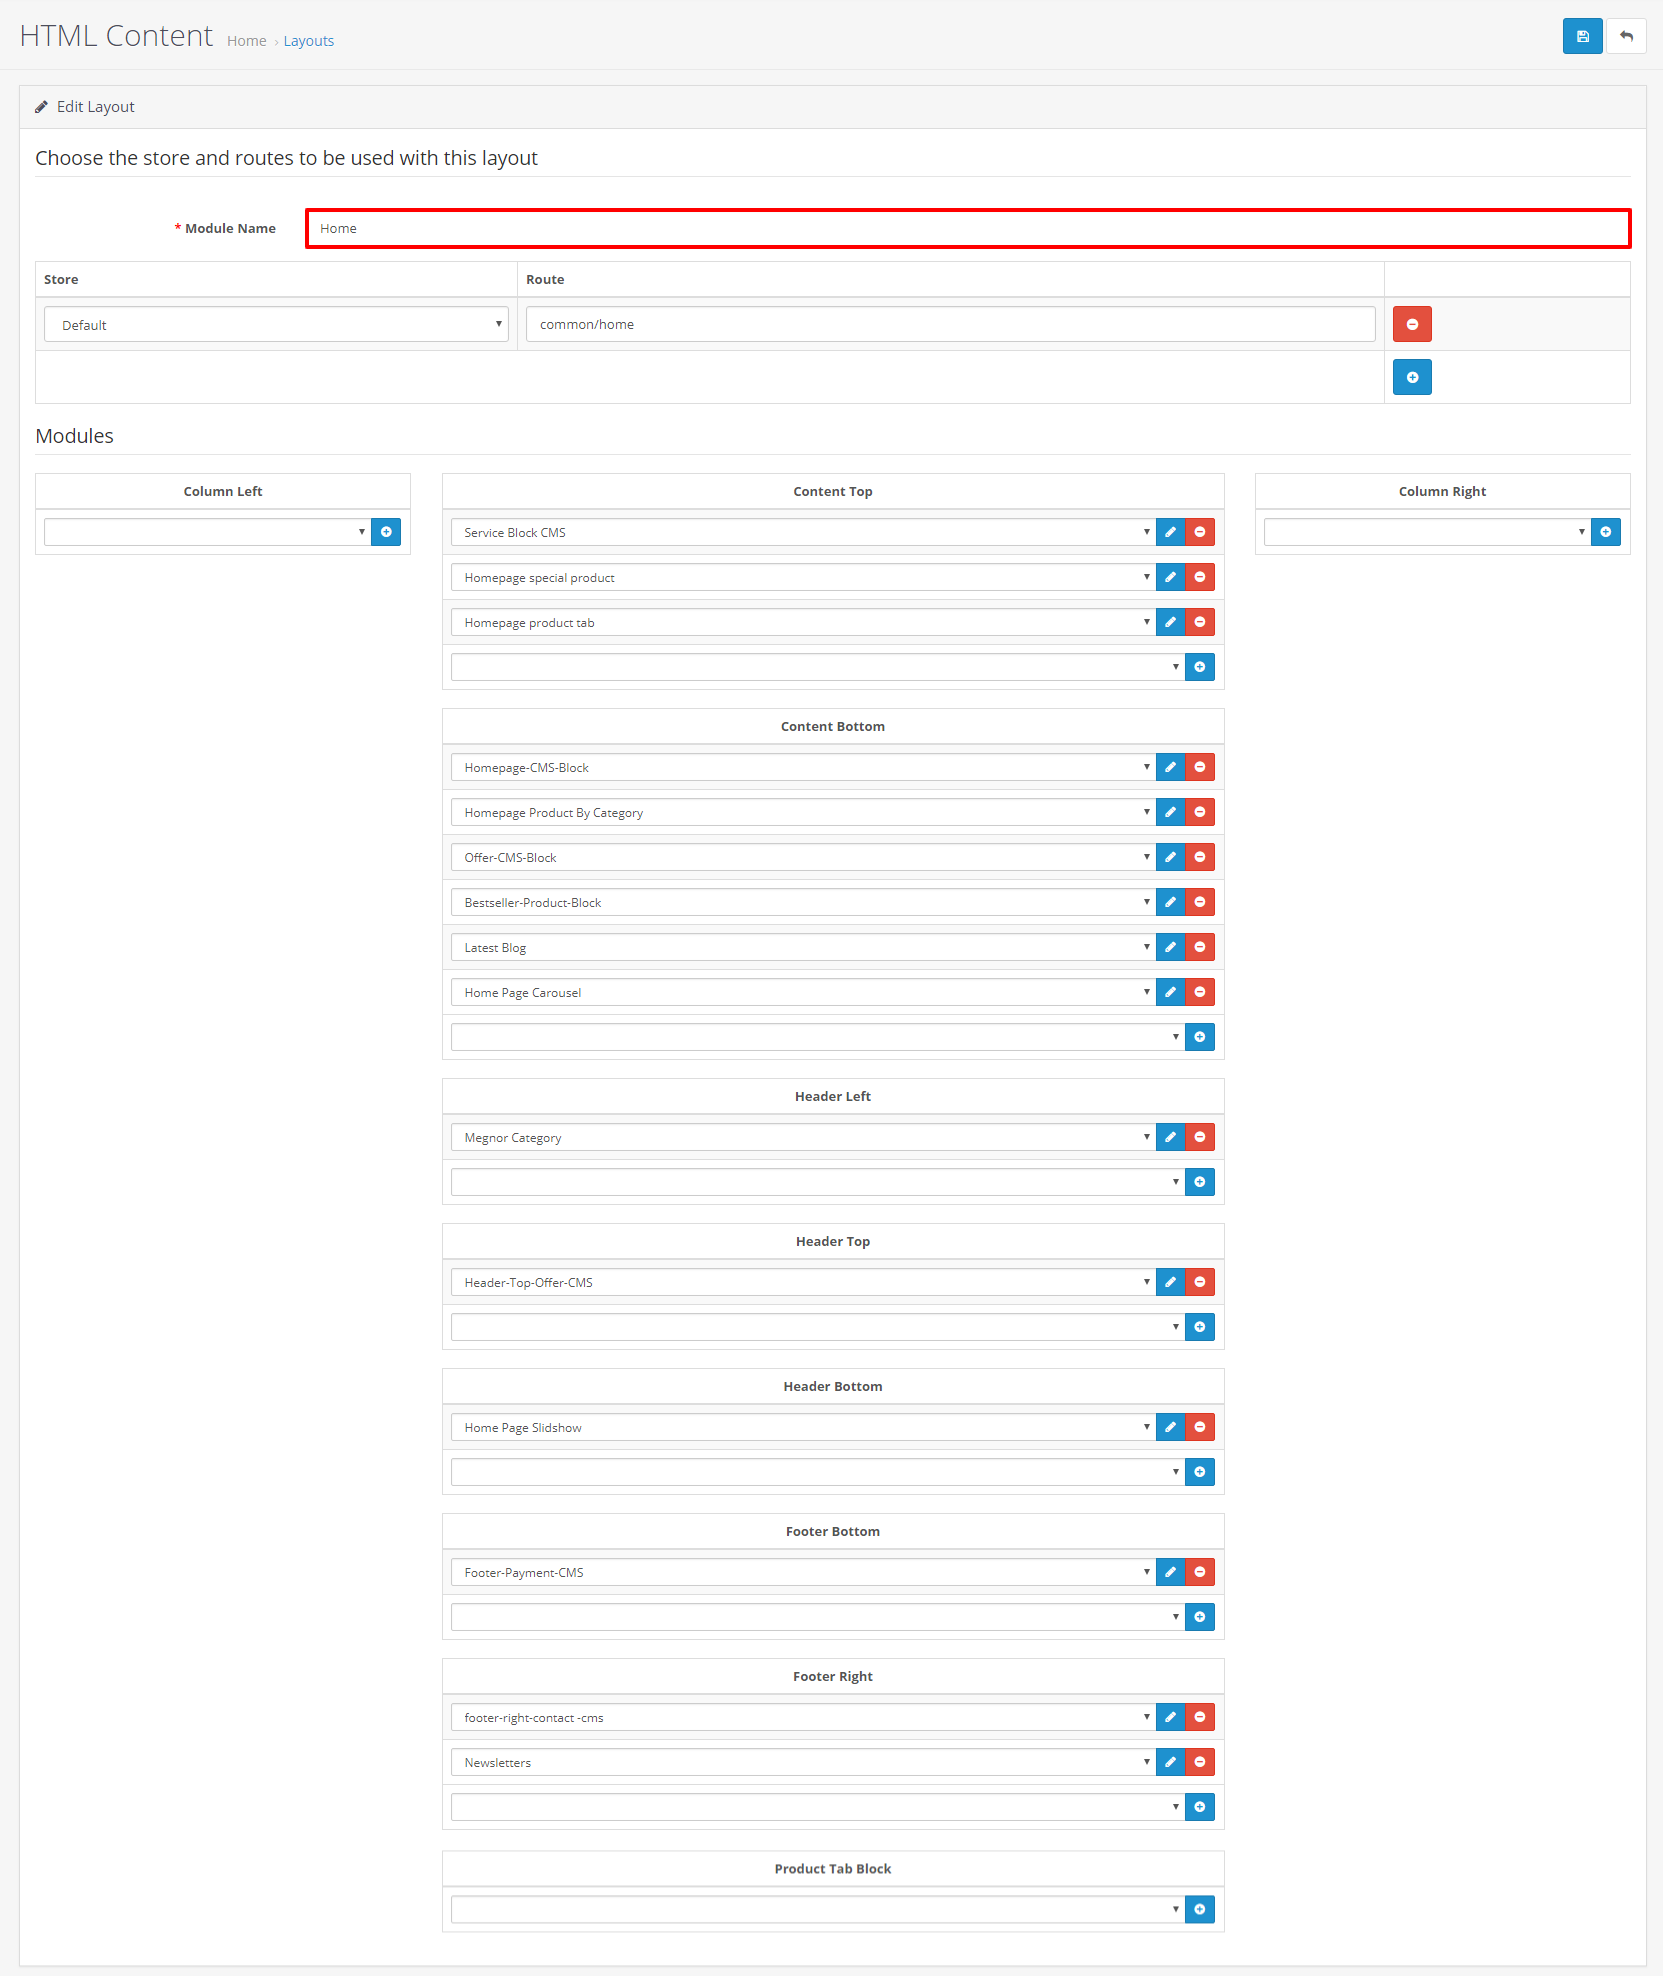 HTML Content Home › Layouts
Edit Layout
Choose the store and routes to be used with this layout
* Module Name Home
Store Route
Default common/home
Modules
Column Left Content Top Column Right
Service Block CMS
Homepage special product
Homepage product tab
Content Bottom
Homepage-CMS-Block
Homepage Product By Category
Offer-CMS-Block
Bestseller-Product-Block
Latest Blog
Home Page Carousel
Header Left
Megnor Category
Header Top
Header-Top-Offer-CMS
Header Bottom
Home Page Slidshow
Footer Bottom
Footer-Payment-CMS
Footer Right
footer-right-contact -cms
Newsletters
Product Tab Block